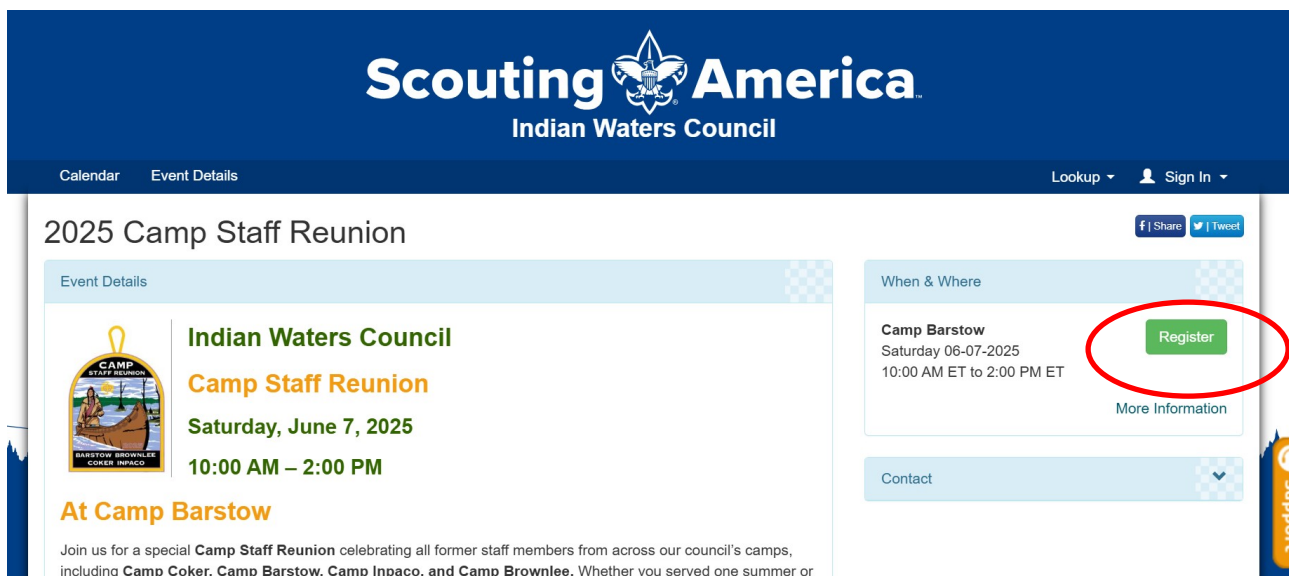 Scouting America
Indian Waters Council
Calendar Event Details Lookup Sign In
2025 Camp Staff Reunion
f | Share | Tweet
Event Details
CAMP
STAFF REUNION
BARSTOW BROWNLEE
COKER INPACO
Indian Waters Council
Camp Staff Reunion
Saturday, June 7, 2025
10:00 AM – 2:00 PM
At Camp Barstow
Join us for a special Camp Staff Reunion celebrating all former staff members from across our council's camps,
including Camp Coker, Camp Barstow, Camp Inpaco, and Camp Brownlee. Whether you served one summer or
When & Where
Camp Barstow
Saturday 06-07-2025
10:00 AM ET to 2:00 PM ET
Register
More Information
Contact
Support